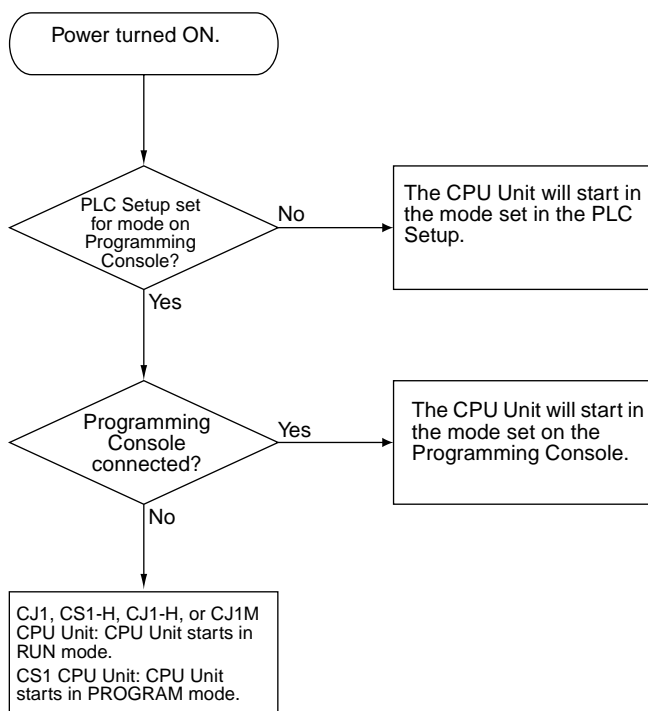 Power turned ON.
PLC Setup set
for mode on
Programming
Console?
No
The CPU Unit will start in
the mode set in the PLC
Setup.
Yes
Programming
Console
connected?
Yes
The CPU Unit will start in
the mode set on the
Programming Console.
No
CJ1, CS1-H, CJ1-H, or CJ1M
CPU Unit: CPU Unit starts in
RUN mode.
CS1 CPU Unit: CPU Unit
starts in PROGRAM mode.